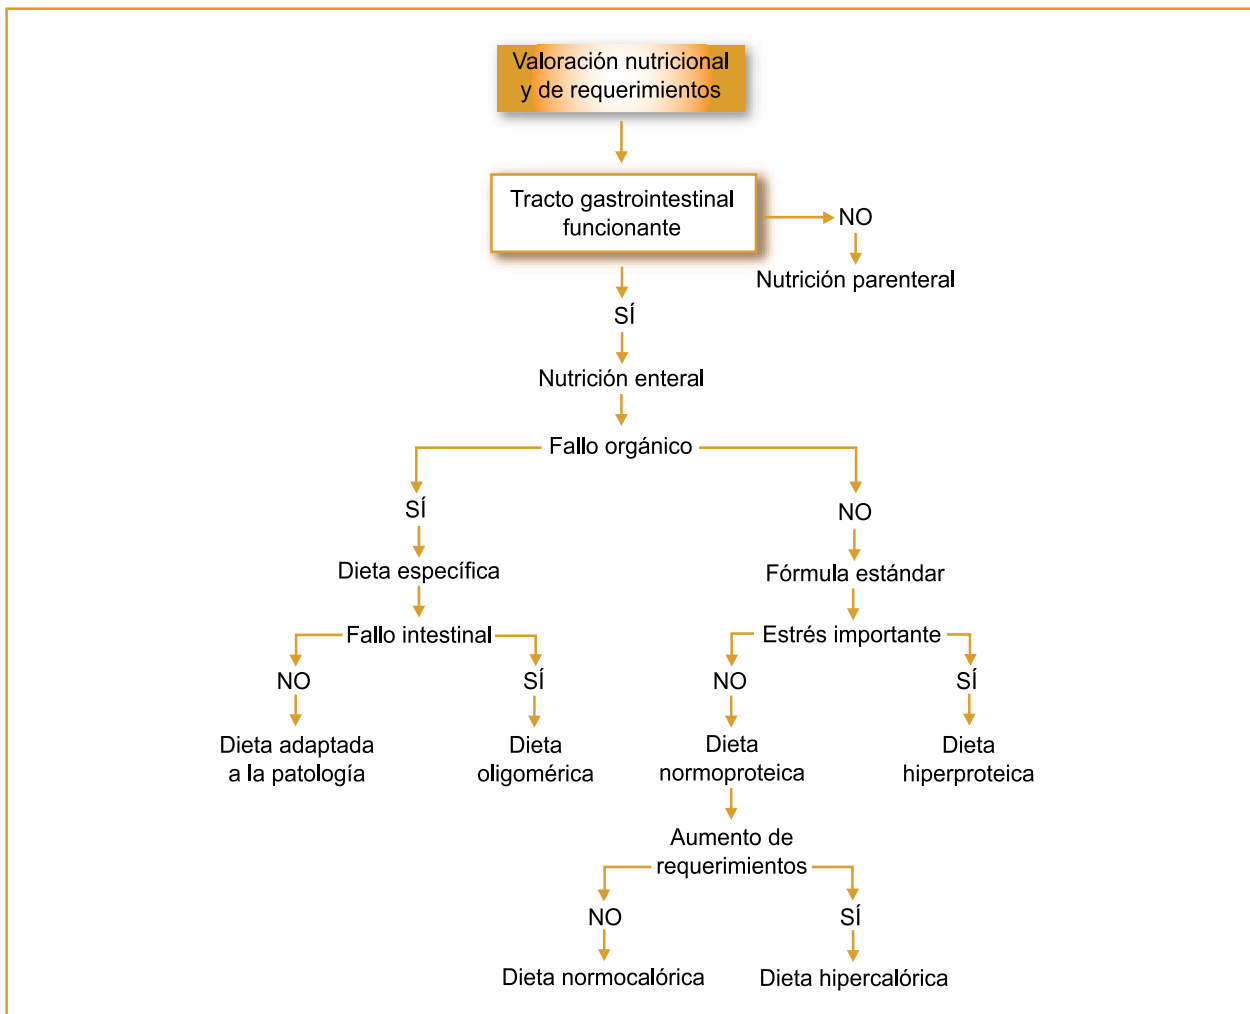 Valoración nutricional
y de requerimientos
Tracto gastrointestinal
funcionante
NO
Nutrición parenteral
SÍ
Nutrición enteral
Fallo orgánico
SÍ
NO
Dieta específica
Fórmula estándar
Fallo intestinal
Estrés importante
NO
SÍ
NO
SÍ
Dieta adaptada
a la patología
Dieta
oligomérica
Dieta
normoproteica
Dieta
hiperproteica
Aumento de
requerimientos
NO
SÍ
Dieta normocalórica
Dieta hipercalórica